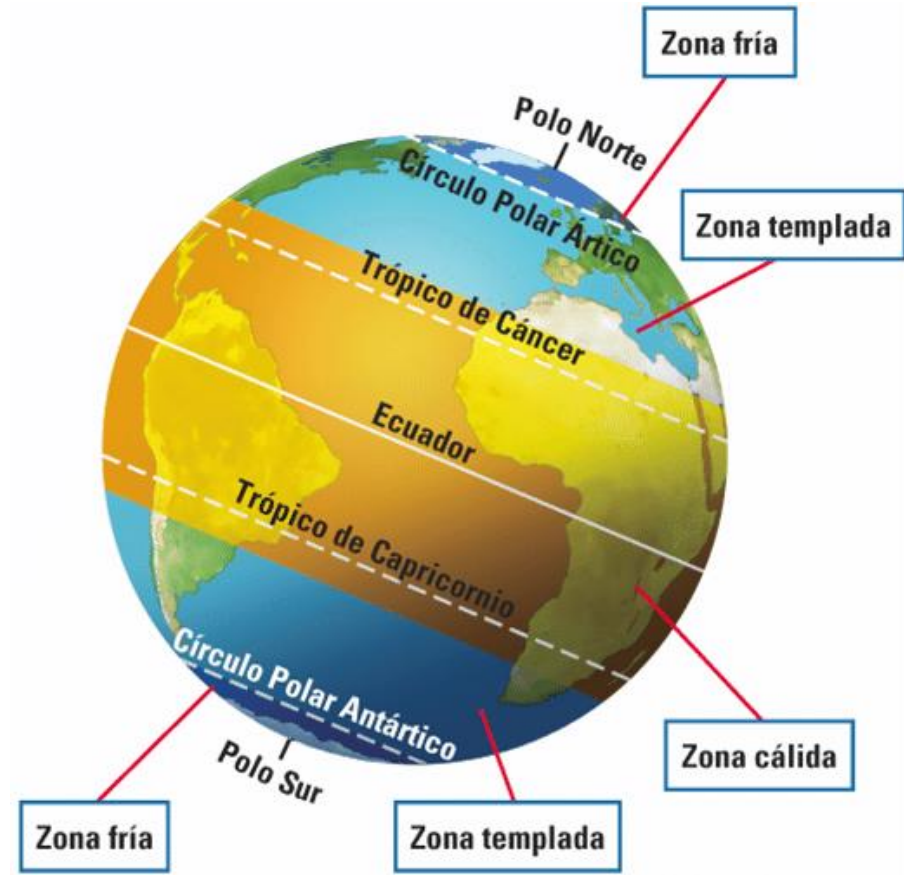 Zona fría
Polo Norte
Círculo Polar Ártico
Zona templada
Trópico de Cáncer
Ecuador
Trópico de Capricornio
Círculo Polar Antártico
Polo Sur
Zona cálida
Zona fría
Zona templada